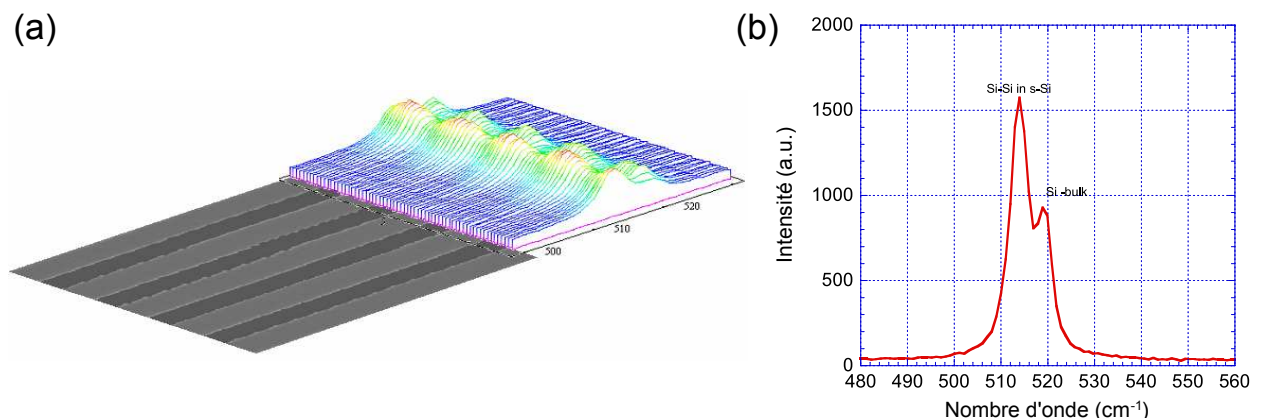 (a)
500
510
520
(b)
Intensité (a.u.)
2000
1500
1000
500
0
Si-Si in s-Si
Si -bulk
480 490 500 510 520 530 540 550 560
Nombre d'onde (cm⁻¹)